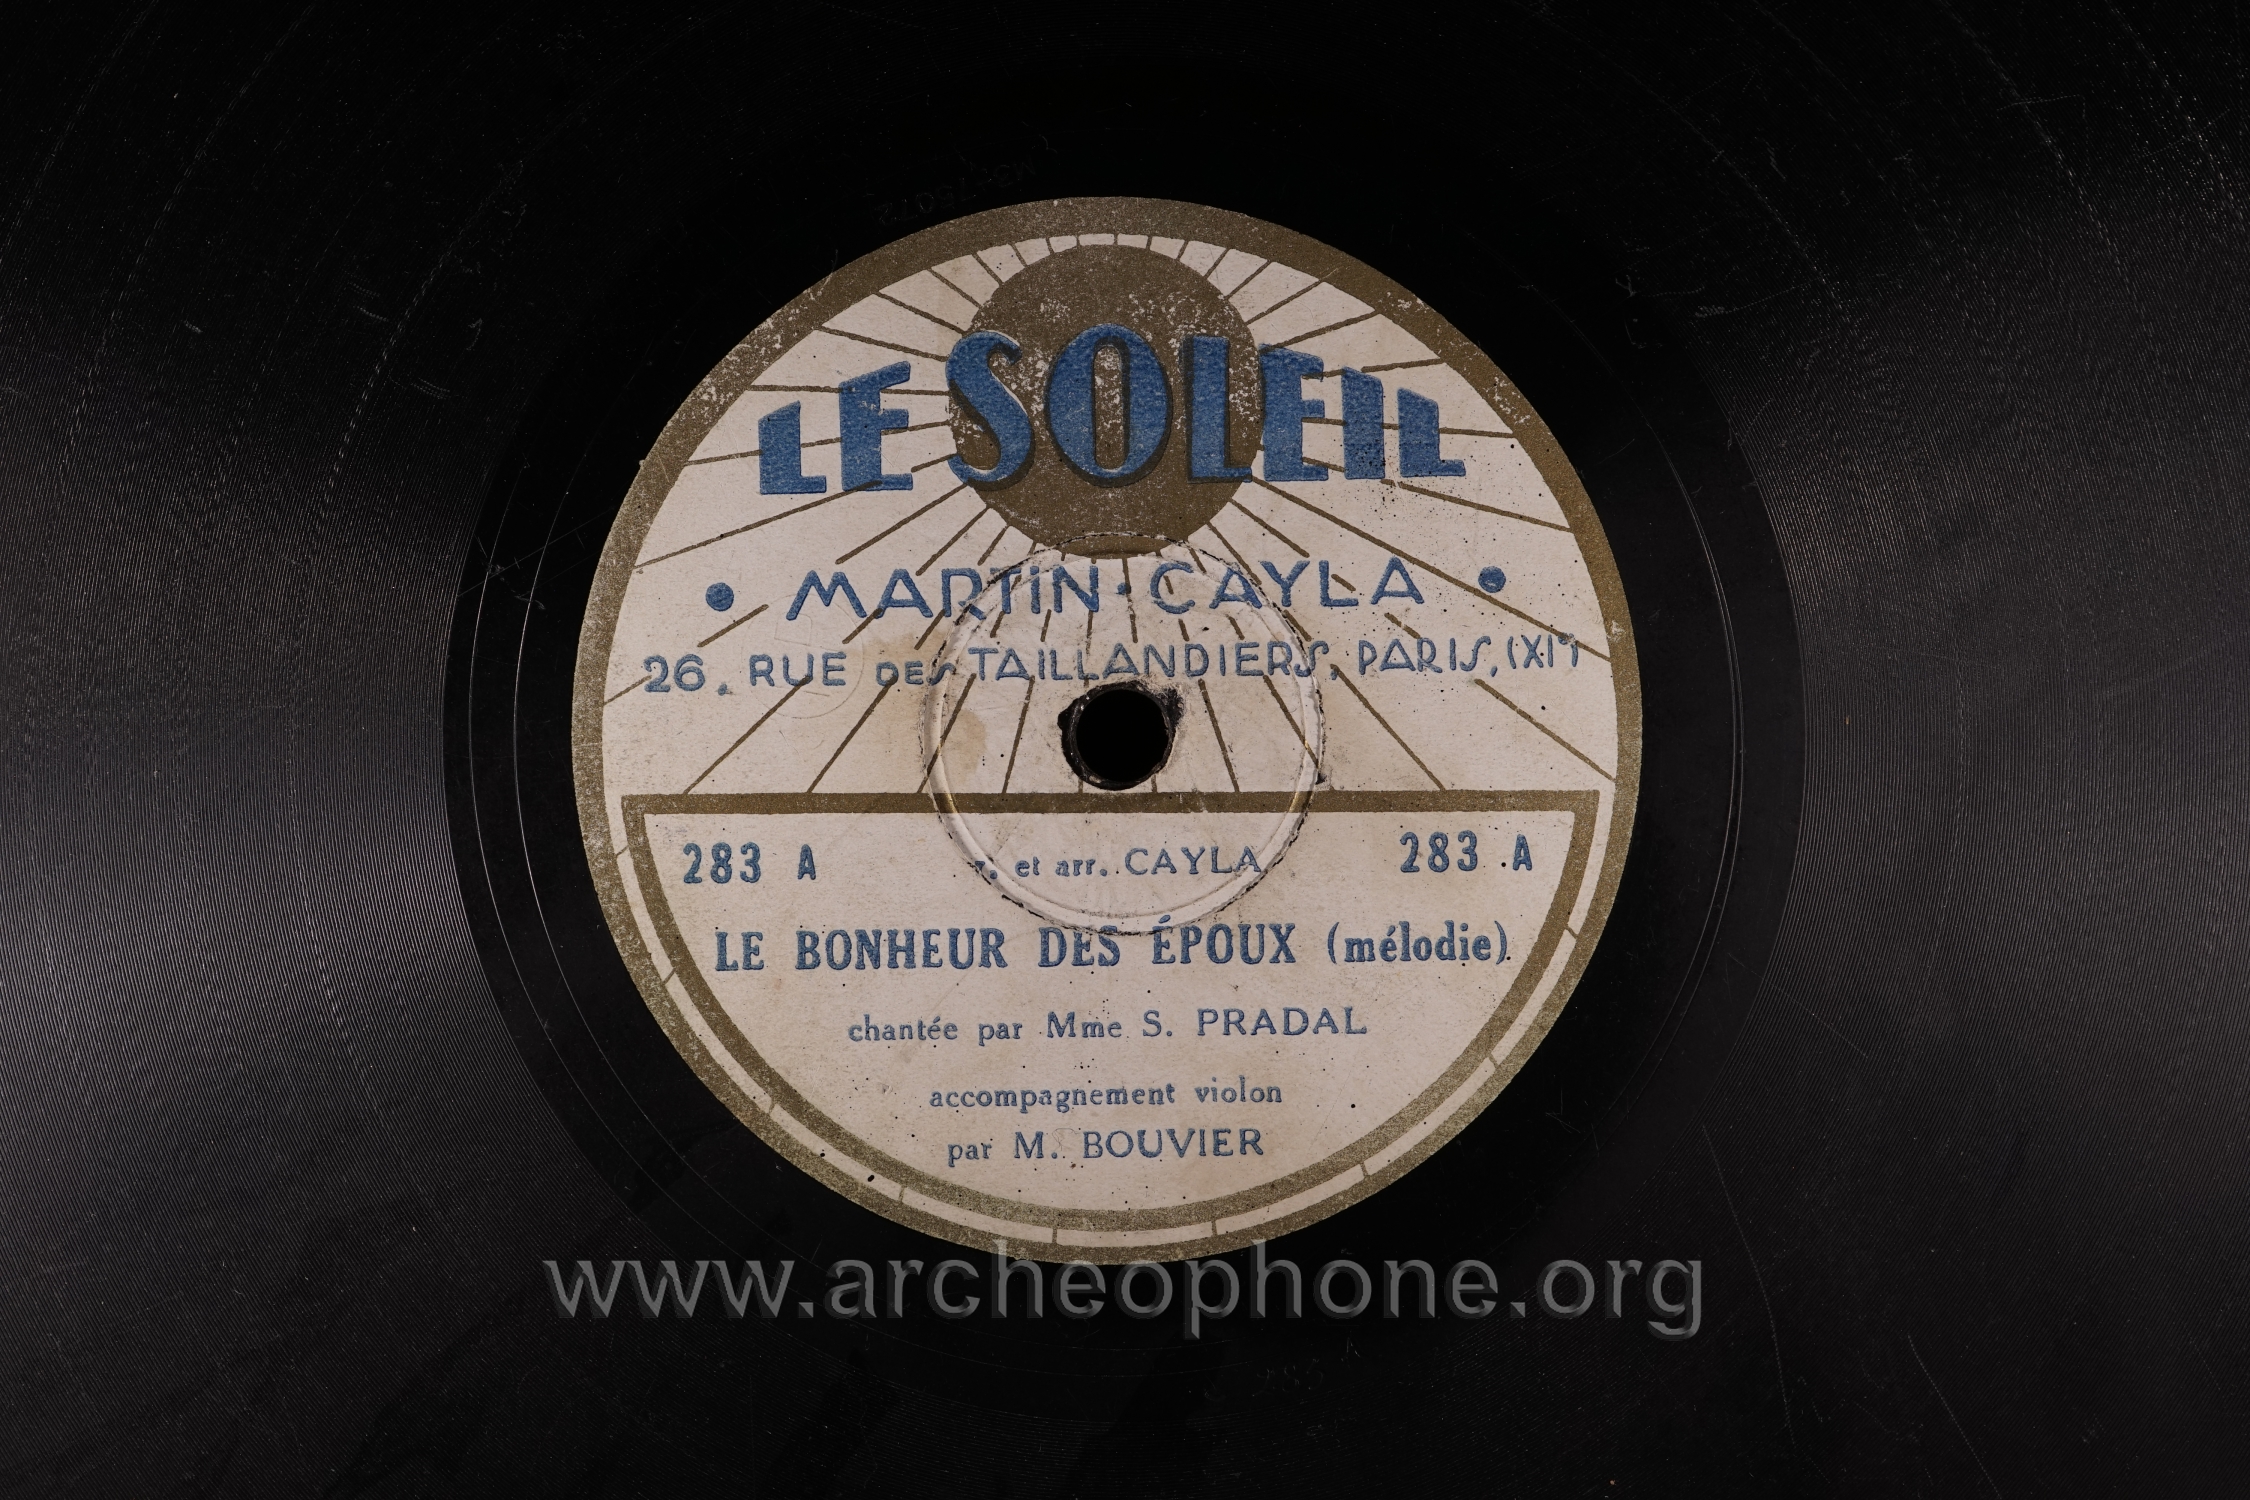 LE SOLEIL
• MARTIN·CAYLA •
26, RUE DES TAILLANDIERS, PARIS, (XIe)
283 A et arr. CAYLA 283 A
LE BONHEUR DES ÉPOUX (mélodie)
chantée par Mme S. PRADAL
accompagnement violon
par M. BOUVIER
www.archeophone.org